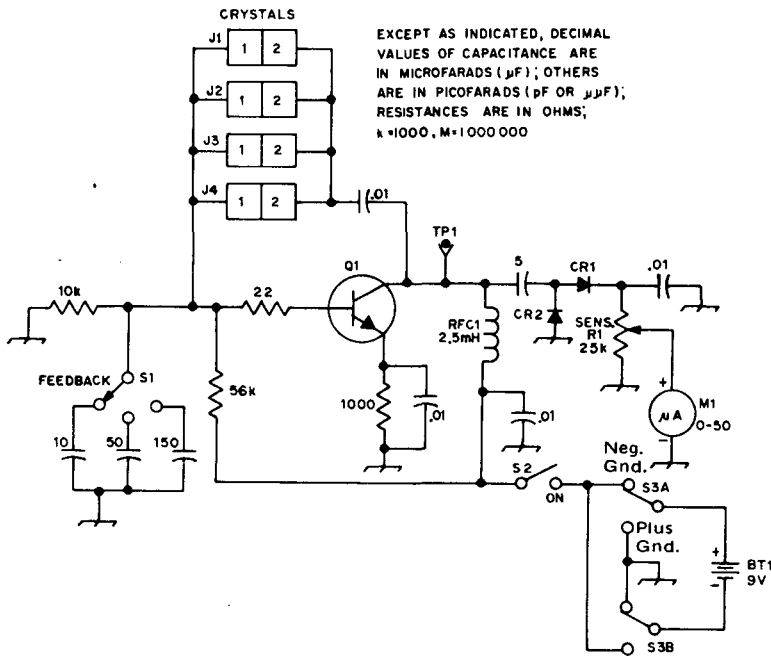 CRYSTALS
EXCEPT AS INDICATED, DECIMAL
VALUES OF CAPACITANCE ARE
IN MICROFARADS (μF); OTHERS
ARE IN PICOFARADS (pF OR μμF);
RESISTANCES ARE IN OHMS;
k=1000, M=1000000
J1 1 2
J2 1 2
J3 1 2
J4 1 2
.01
TP1
Q1
10k
22
5
CR1
.01
CR2
RFC1
2.5mH
SENS.
R1
25k
FEEDBACK
S1
56k
1000
.01
.01
+
μA
M1
0-50
-
10
50
150
S2
ON
Neg.
Gnd.
S3A
Plus
Gnd.
+
-
BT1
9V
S3B